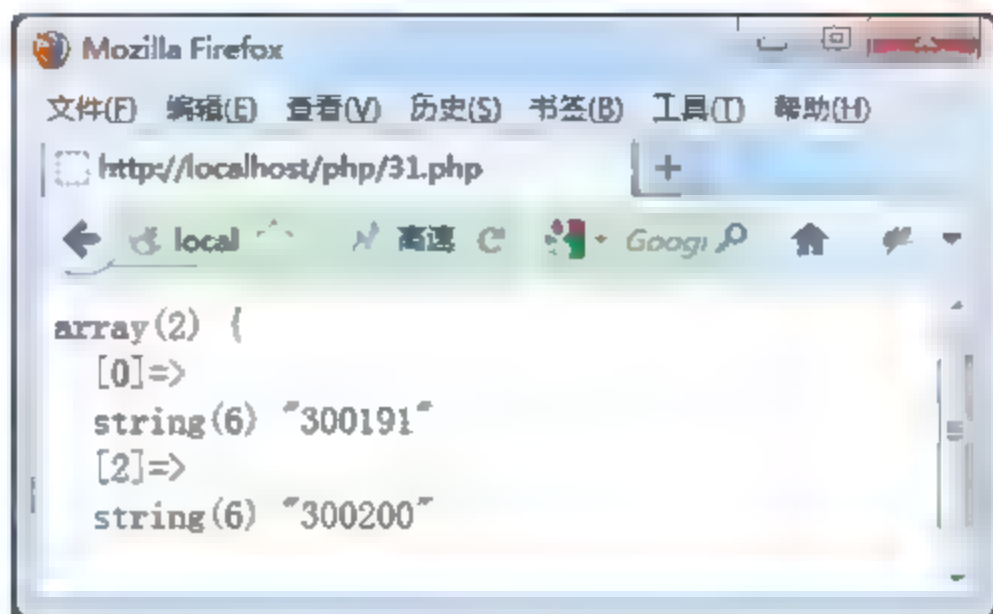 Mozilla Firefox
文件(F) 编辑(E) 查看(V) 历史(S) 书签(B) 工具(T) 帮助(H)
http://localhost/php/31.php +
local 高速 Googl
array(2) {
[0]=>
string(6) "300191"
[2]=>
string(6) "300200"